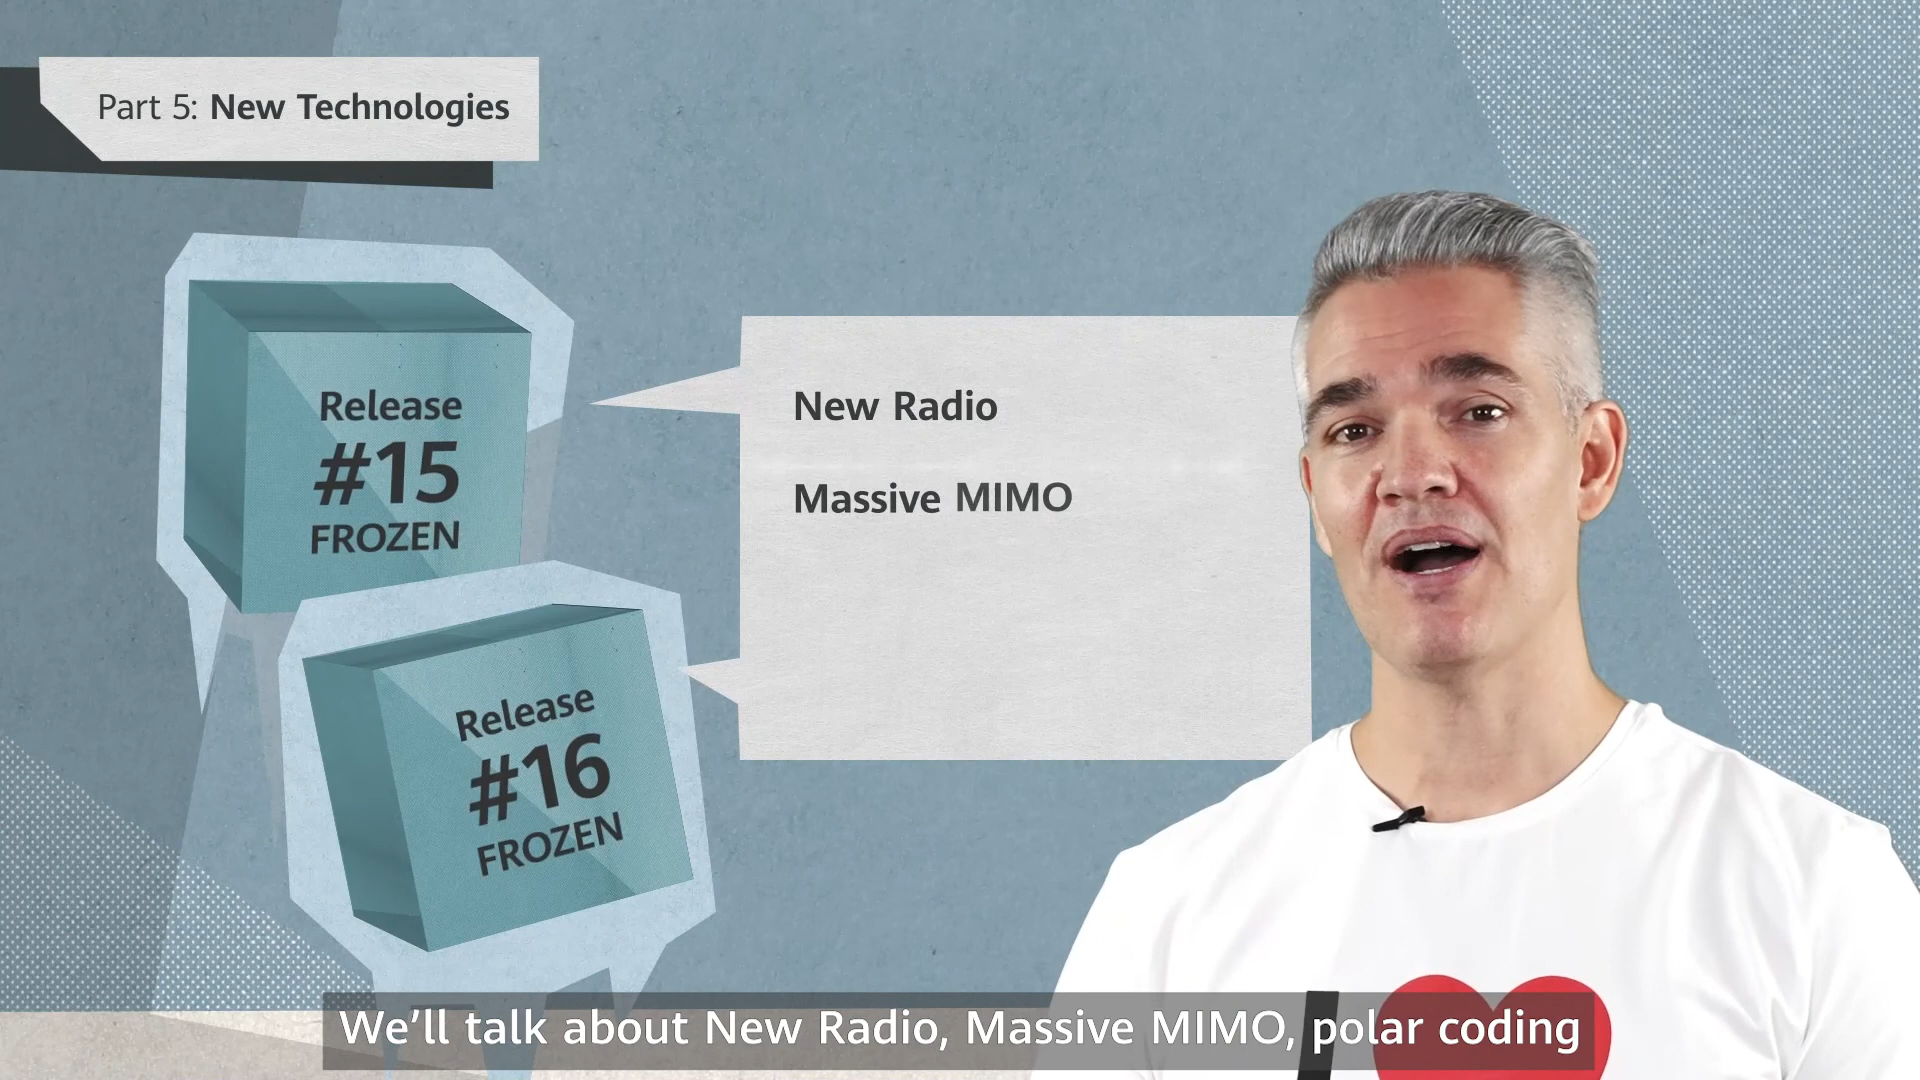 Part 5: New Technologies
Release
#15
FROZEN
New Radio
Massive MIMO
Release
#16
FROZEN
I
We’ll talk about New Radio, Massive MIMO, polar coding